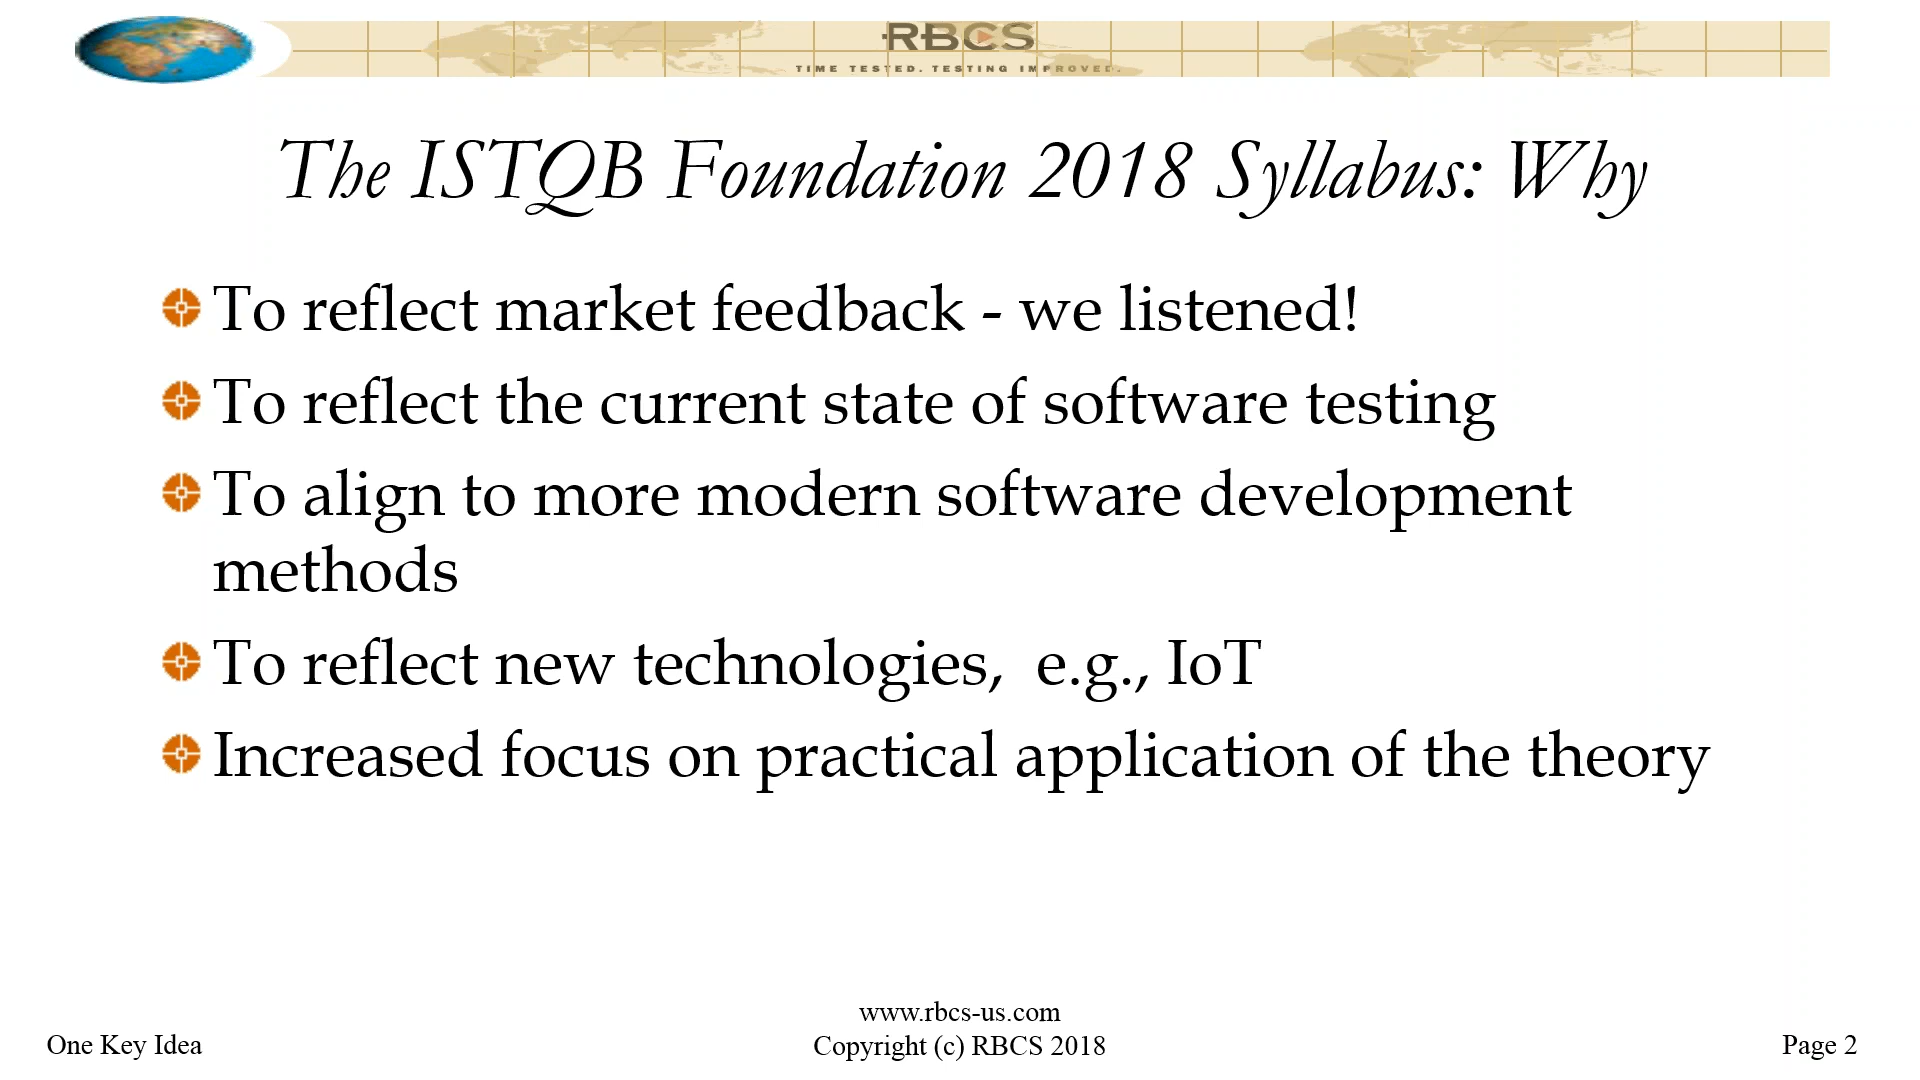 RBCS
TIME TESTED. TESTING IMPROVED.
The ISTQB Foundation 2018 Syllabus: Why
To reflect market feedback - we listened!
To reflect the current state of software testing
To align to more modern software development
methods
To reflect new technologies,  e.g., IoT
Increased focus on practical application of the theory
www.rbcs-us.com
One Key Idea
Copyright (c) RBCS 2018
Page 2